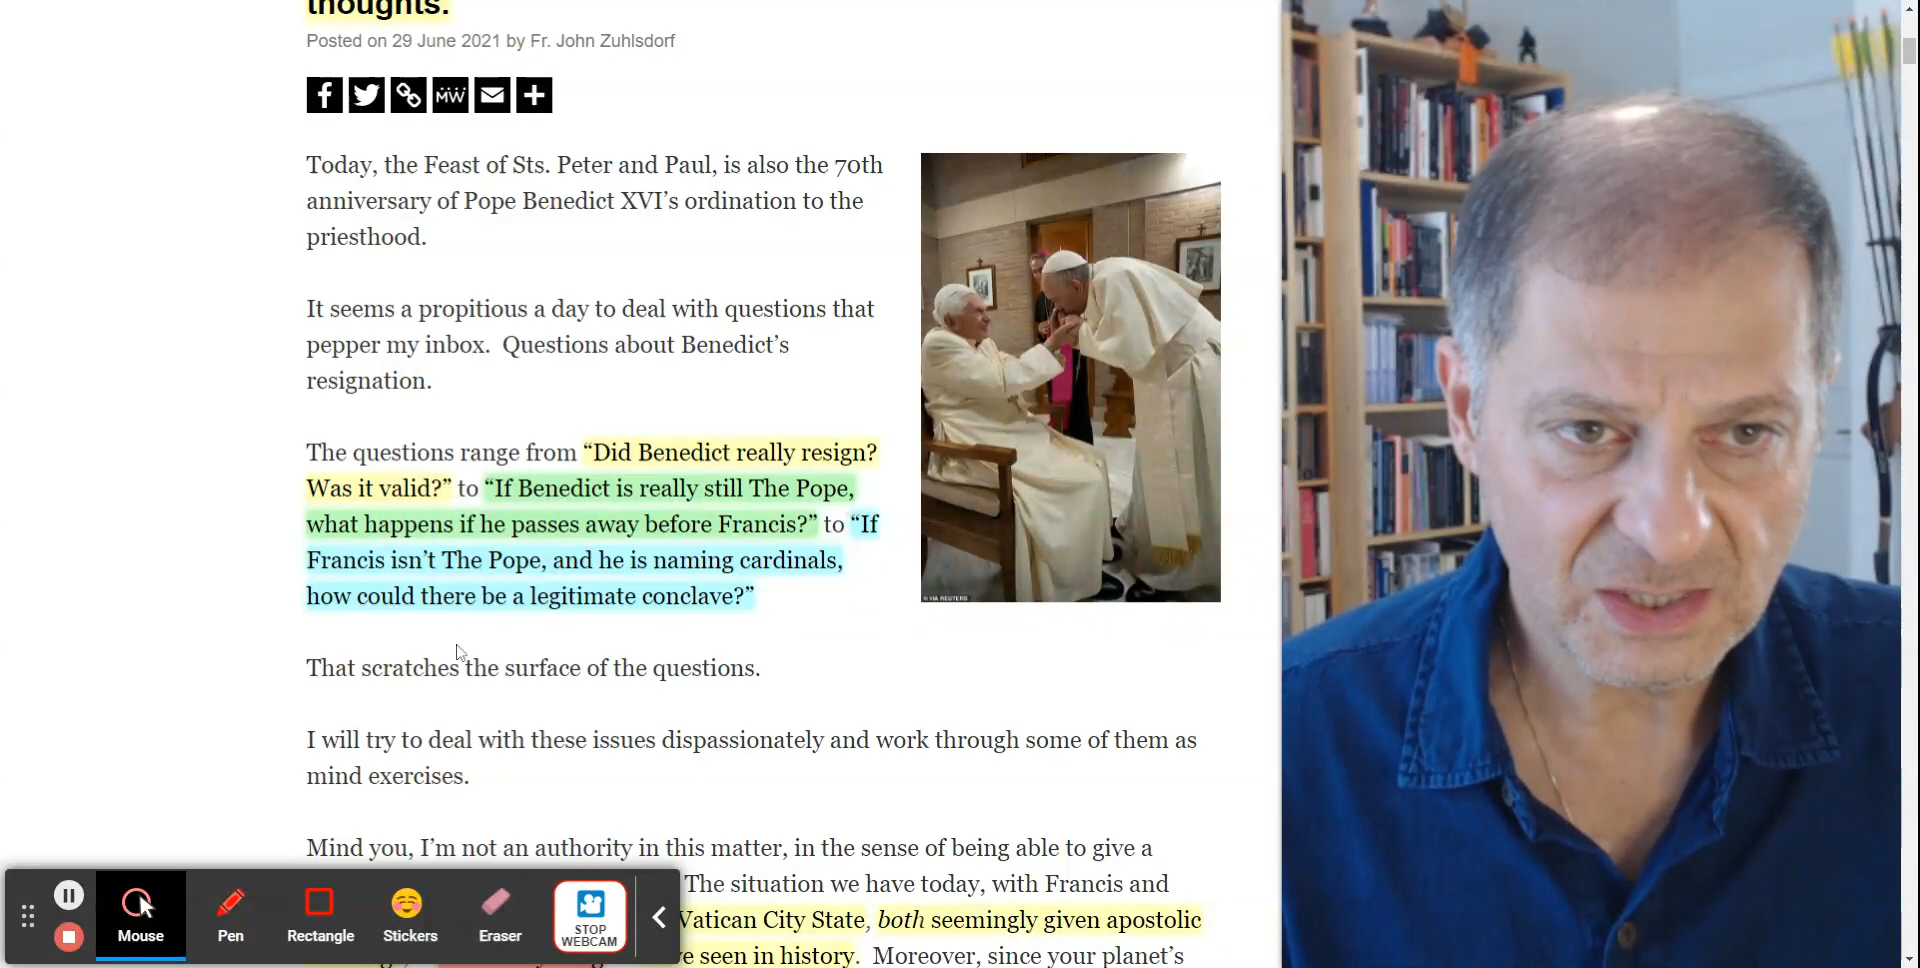 thoughts.
Posted on 29 June 2021 by Fr. John Zuhlsdorf
MW
Today, the Feast of Sts. Peter and Paul, is also the 70th
anniversary of Pope Benedict XVI’s ordination to the
priesthood.
It seems a propitious a day to deal with questions that
pepper my inbox.  Questions about Benedict’s
resignation.
The questions range from “Did Benedict really resign?
Was it valid?” to “If Benedict is really still The Pope,
what happens if he passes away before Francis?” to “If
Francis isn’t The Pope, and he is naming cardinals,
how could there be a legitimate conclave?”
© VIA REUTERS
That scratches the surface of the questions.
I will try to deal with these issues dispassionately and work through some of them as
mind exercises.
Mind you, I’m not an authority in this matter, in the sense of being able to give a
The situation we have today, with Francis and
Vatican City State, both seemingly given apostolic
seen in history.  Moreover, since your planet’s
Mouse
Pen
Rectangle
Stickers
Eraser
STOP
WEBCAM